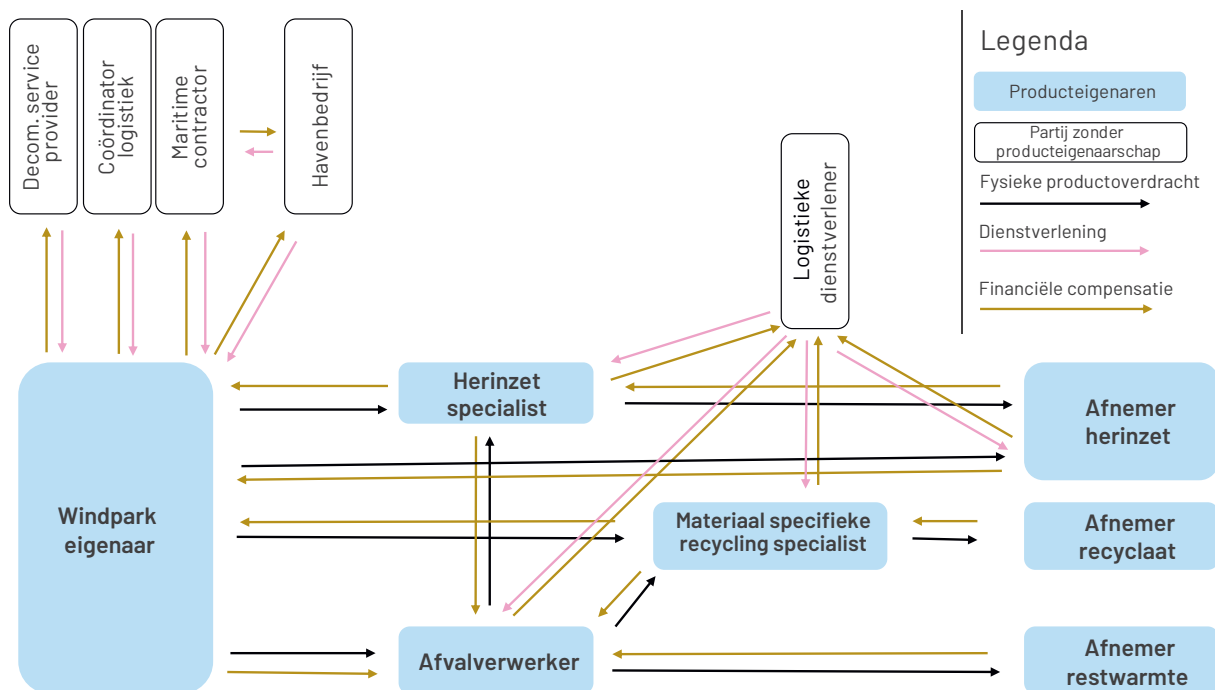 Decom. service
provider
Coördinator
logistiek
Maritime
contractor
Havenbedrijf
Logistieke
dienstverlener
Legenda
Producteigenaren
Partij zonder
producteigenaarschap
Fysieke productoverdracht
Dienstverlening
Financiële compensatie
Windpark
eigenaar
Herinzet
specialist
Afnemer
herinzet
Materiaal specifieke
recycling specialist
Afnemer
recyclaat
Afvalverwerker
Afnemer
restwarmte